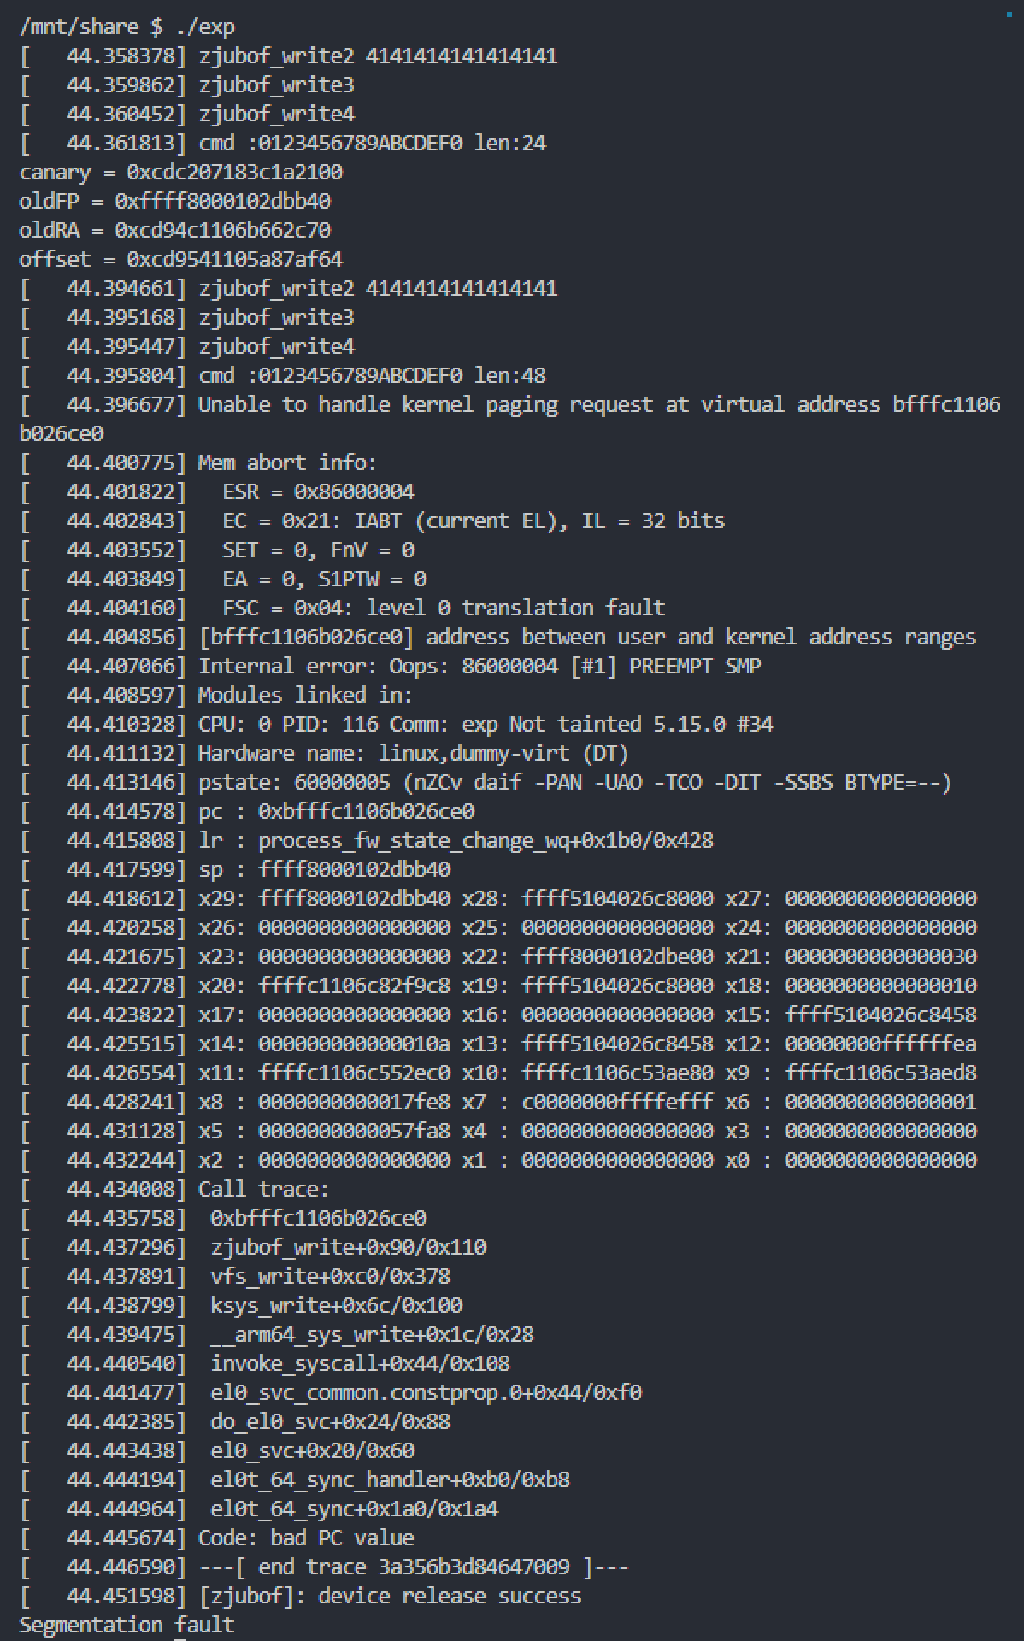 /mnt/share $ ./exp
[   44.358378] zjubof_write2 4141414141414141
[   44.359862] zjubof_write3
[   44.360452] zjubof_write4
[   44.361813] cmd :0123456789ABCDEF0 len:24
canary = 0xcdc207183c1a2100
oldFP = 0xffff8000102dbb40
oldRA = 0xcd94c1106b662c70
offset = 0xcd9541105a87af64
[   44.394661] zjubof_write2 4141414141414141
[   44.395168] zjubof_write3
[   44.395447] zjubof_write4
[   44.395804] cmd :0123456789ABCDEF0 len:48
[   44.396677] Unable to handle kernel paging request at virtual address bfffc1106
b026ce0
[   44.400775] Mem abort info:
[   44.401822]   ESR = 0x86000004
[   44.402843]   EC = 0x21: IABT (current EL), IL = 32 bits
[   44.403552]   SET = 0, FnV = 0
[   44.403849]   EA = 0, S1PTW = 0
[   44.404160]   FSC = 0x04: level 0 translation fault
[   44.404856] [bfffc1106b026ce0] address between user and kernel address ranges
[   44.407066] Internal error: Oops: 86000004 [#1] PREEMPT SMP
[   44.408597] Modules linked in:
[   44.410328] CPU: 0 PID: 116 Comm: exp Not tainted 5.15.0 #34
[   44.411132] Hardware name: linux,dummy-virt (DT)
[   44.413146] pstate: 60000005 (nZCv daif -PAN -UAO -TCO -DIT -SSBS BTYPE=--)
[   44.414578] pc : 0xbfffc1106b026ce0
[   44.415808] lr : process_fw_state_change_wq+0x1b0/0x428
[   44.417599] sp : ffff8000102dbb40
[   44.418612] x29: ffff8000102dbb40 x28: ffff5104026c8000 x27: 0000000000000000
[   44.420258] x26: 0000000000000000 x25: 0000000000000000 x24: 0000000000000000
[   44.421675] x23: 0000000000000000 x22: ffff8000102dbe00 x21: 0000000000000030
[   44.422778] x20: ffffc1106c82f9c8 x19: ffff5104026c8000 x18: 0000000000000010
[   44.423822] x17: 0000000000000000 x16: 0000000000000000 x15: ffff5104026c8458
[   44.425515] x14: 000000000000010a x13: ffff5104026c8458 x12: 00000000ffffffea
[   44.426554] x11: ffffc1106c552ec0 x10: ffffc1106c53ae80 x9 : ffffc1106c53aed8
[   44.428241] x8 : 0000000000017fe8 x7 : c0000000ffffefff x6 : 0000000000000001
[   44.431128] x5 : 0000000000057fa8 x4 : 0000000000000000 x3 : 0000000000000000
[   44.432244] x2 : 0000000000000000 x1 : 0000000000000000 x0 : 0000000000000000
[   44.434008] Call trace:
[   44.435758]  0xbfffc1106b026ce0
[   44.437296]  zjubof_write+0x90/0x110
[   44.437891]  vfs_write+0xc0/0x378
[   44.438799]  ksys_write+0x6c/0x100
[   44.439475]  __arm64_sys_write+0x1c/0x28
[   44.440540]  invoke_syscall+0x44/0x108
[   44.441477]  el0_svc_common.constprop.0+0x44/0xf0
[   44.442385]  do_el0_svc+0x24/0x88
[   44.443438]  el0_svc+0x20/0x60
[   44.444194]  el0t_64_sync_handler+0xb0/0xb8
[   44.444964]  el0t_64_sync+0x1a0/0x1a4
[   44.445674] Code: bad PC value
[   44.446590] ---[ end trace 3a356b3d84647009 ]---
[   44.451598] [zjubof]: device release success
Segmentation fault